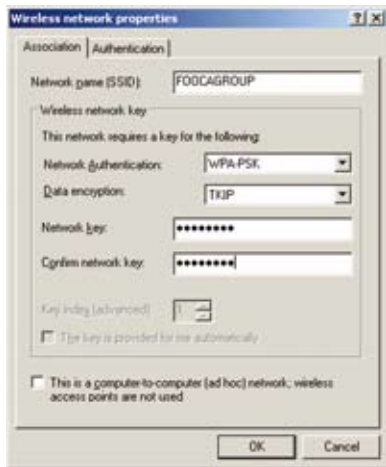 Wireless network properties
Association
Authentication
Network name (SSID): FOOCAGROUP
Wireless network key
This network requires a key for the following:
Network Authentication: WPA-PSK
Data encryption: TKIP
Network key: ••••••••
Confirm network key: ••••••••
Key index (advanced): 1
The key is provided for me automatically
This is a computer-to-computer (ad hoc) network; wireless
access points are not used
OK
Cancel